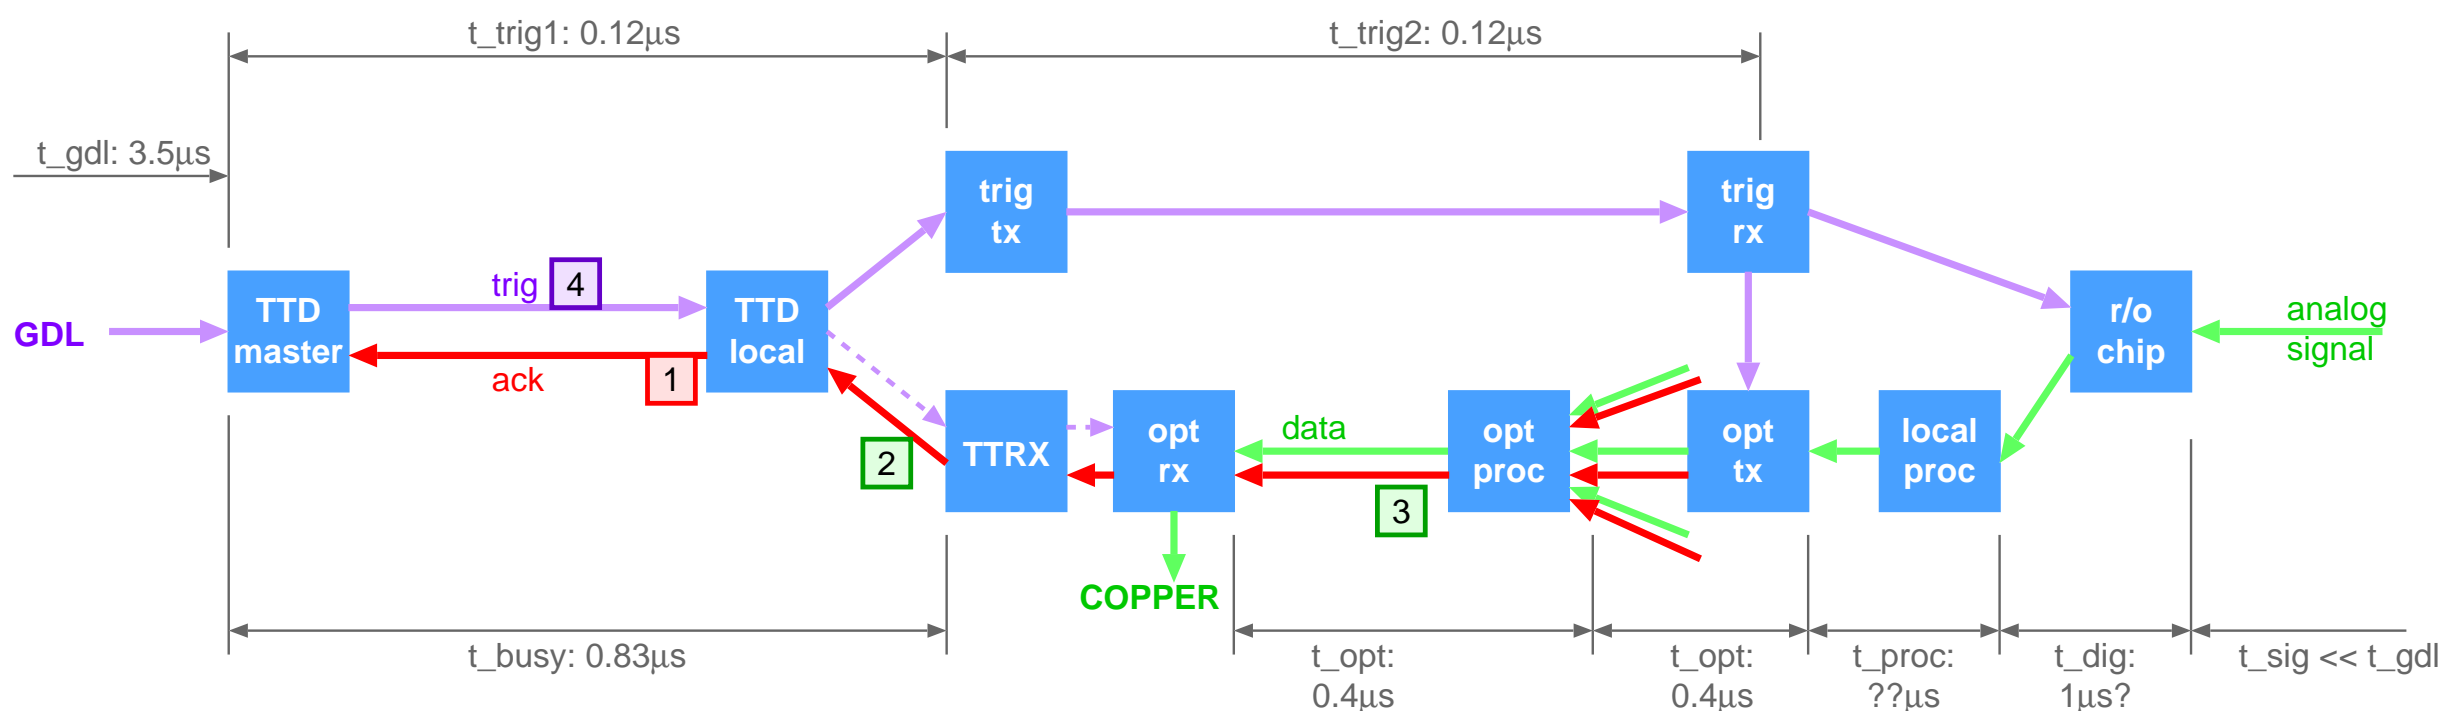 t_trig1: 0.12μs
t_trig2: 0.12μs
t_gdl: 3.5μs
trig
tx
trig
rx
trig
4
GDL
TTD
master
TTD
local
r/o
chip
analog
signal
ack
1
2
TTRX
opt
rx
data
opt
proc
opt
tx
local
proc
3
COPPER
t_busy: 0.83μs
t_opt:
0.4μs
t_opt:
0.4μs
t_proc:
??μs
t_dig:
1μs?
t_sig << t_gdl